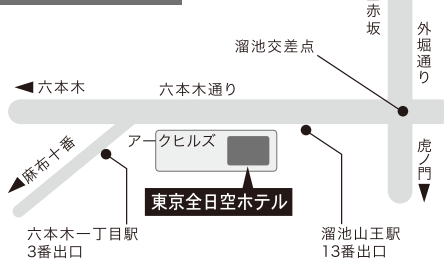 赤坂
外堀通り
溜池交差点
六本木
六本木通り
アークヒルズ
麻布十番
虎ノ門
東京全日空ホテル
六本木一丁目駅
3番出口
溜池山王駅
13番出口